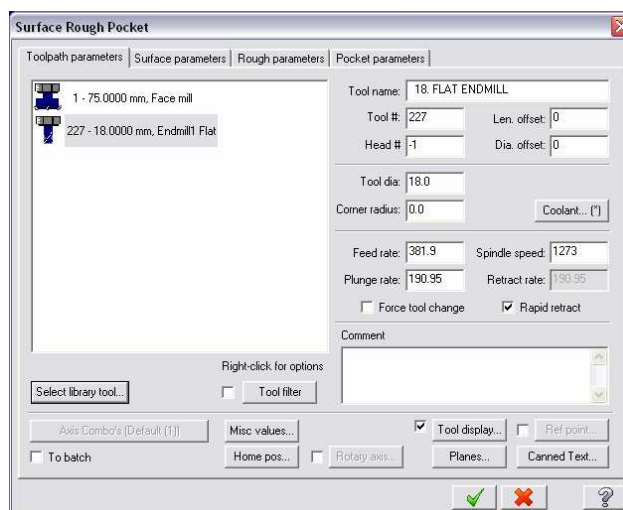 Surface Rough Pocket
Toolpath parameters Surface parameters Rough parameters Pocket parameters
1 - 75.0000 mm, Face mill
227 - 18.0000 mm, Endmill1 Flat
Tool name: 18. FLAT ENDMILL
Tool #: 227 Len. offset: 0
Head # -1 Dia. offset: 0
Tool dia: 18.0
Corner radius: 0.0 Coolant... (*)
Feed rate: 381.9 Spindle speed: 1273
Plunge rate: 190.95 Retract rate: 190.95
Force tool change Rapid retract
Comment
Right-click for options
Select library tool... Tool filter
Axis Combo's (Default (1)) Misc values... Tool display... Ref point...
To batch Home pos... Rotary axis... Planes... Canned Text...